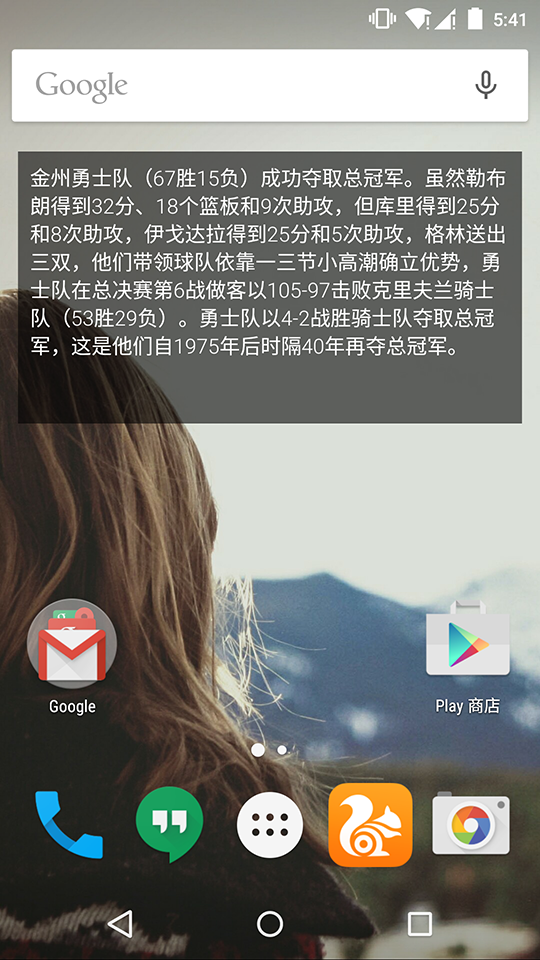 5:41
Google
金州勇士队（67胜15负）成功夺取总冠军。虽然勒布
朗得到32分、18个篮板和9次助攻，但库里得到25分
和8次助攻，伊戈达拉得到25分和5次助攻，格林送出
三双，他们带领球队依靠一三节小高潮确立优势，勇
士队在总决赛第6战做客以105-97击败克里夫兰骑士
队（53胜29负）。勇士队以4-2战胜骑士队夺取总冠
军，这是他们自1975年后时隔40年再夺总冠军。
Google
Play 商店